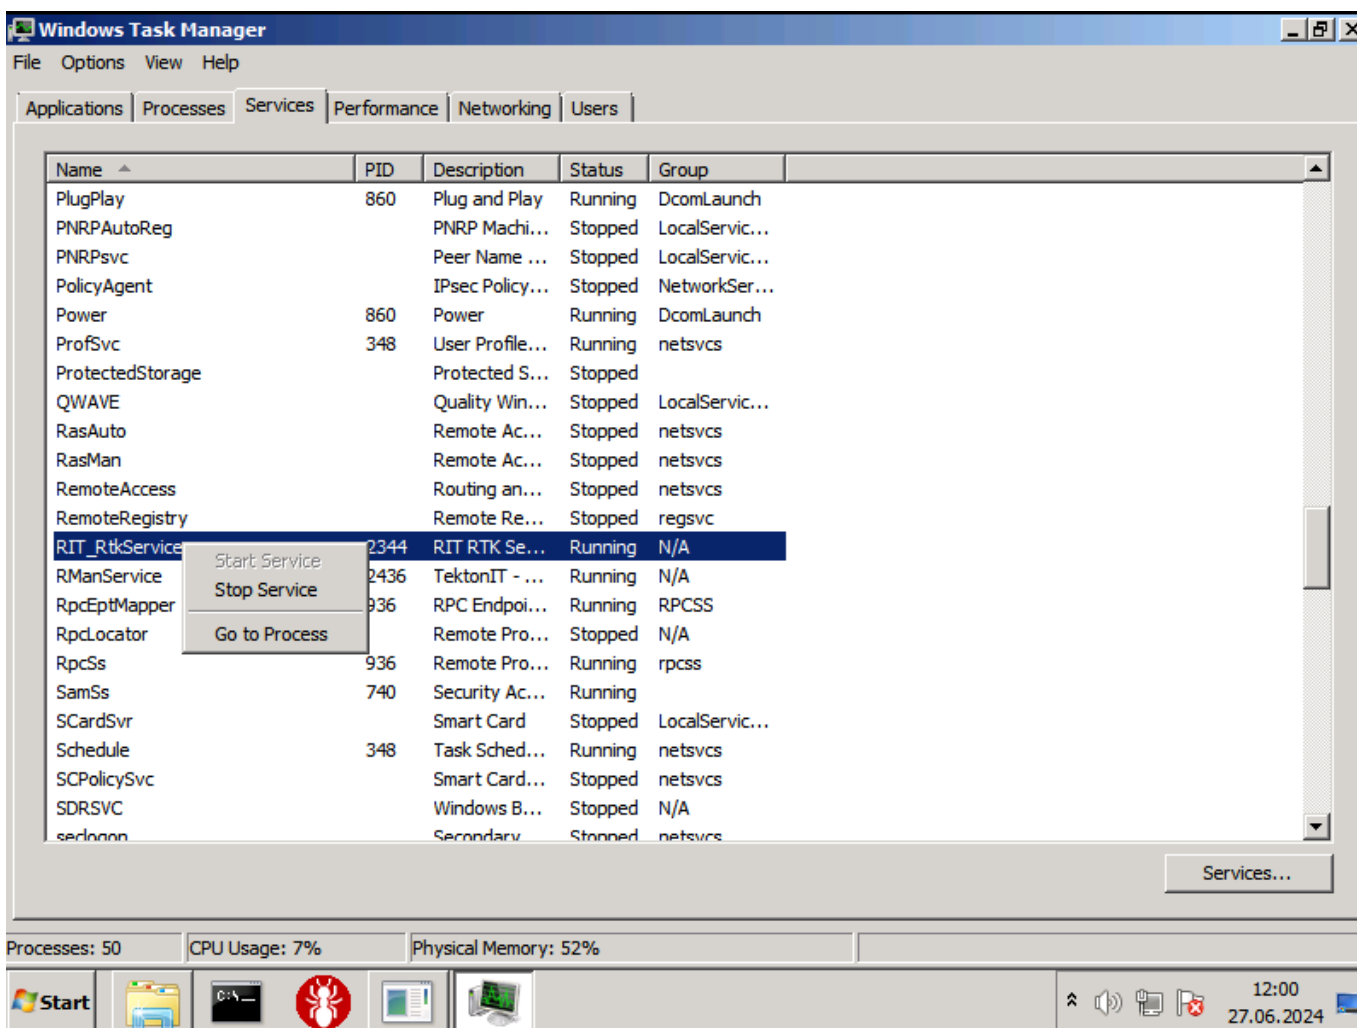 Windows Task Manager
File Options View Help
Applications Processes Services Performance Networking Users
Name PID Description Status Group
PlugPlay 860 Plug and Play Running DcomLaunch
PNRPAutoReg PNRP Machi... Stopped LocalServic...
PNRPsvc Peer Name ... Stopped LocalServic...
PolicyAgent IPsec Policy... Stopped NetworkSer...
Power 860 Power Running DcomLaunch
ProfSvc 348 User Profile... Running netsvcs
ProtectedStorage Protected S... Stopped
QWAVE Quality Win... Stopped LocalServic...
RasAuto Remote Ac... Stopped netsvcs
RasMan Remote Ac... Stopped netsvcs
RemoteAccess Routing an... Stopped netsvcs
RemoteRegistry Remote Re... Stopped regsvc
RIT_RtkService 2344 RIT RTK Se... Running N/A
Start Service
RManService 2436 TektonIT - ... Running N/A
Stop Service
RpcEptMapper 936 RPC Endpoi... Running RPCSS
RpcLocator Remote Pro... Stopped N/A
Go to Process
RpcSs 936 Remote Pro... Running rpcss
SamSs 740 Security Ac... Running
SCardSvr Smart Card Stopped LocalServic...
Schedule 348 Task Sched... Running netsvcs
SCPolicySvc Smart Card... Stopped netsvcs
SDRSVC Windows B... Stopped N/A
seclogon Secondary Stopped netsvcs
Services...
Processes: 50 CPU Usage: 7% Physical Memory: 52%
Start
C:\_
12:00
27.06.2024